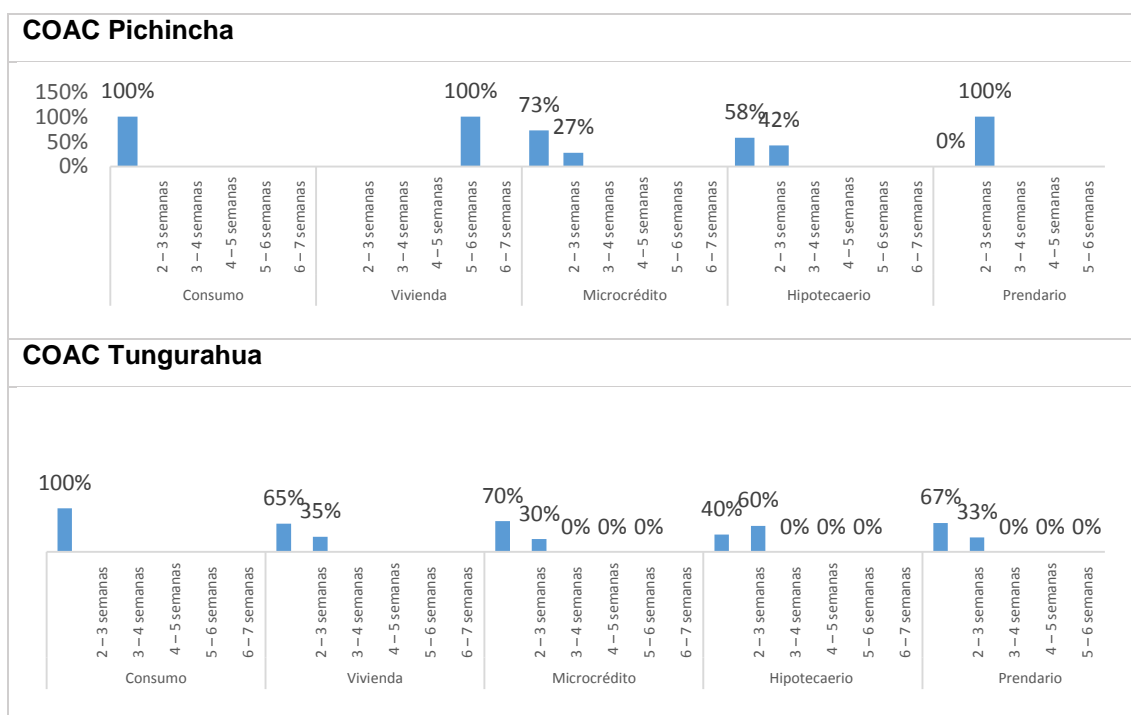 COAC Pichincha
150%
100%
50%
0%
100%
100%
73%
27%
58%
42%
0%
100%
2 – 3 semanas
3 – 4 semanas
4 – 5 semanas
5 – 6 semanas
6 – 7 semanas
2 – 3 semanas
3 – 4 semanas
4 – 5 semanas
5 – 6 semanas
6 – 7 semanas
2 – 3 semanas
3 – 4 semanas
4 – 5 semanas
5 – 6 semanas
6 – 7 semanas
2 – 3 semanas
3 – 4 semanas
4 – 5 semanas
5 – 6 semanas
6 – 7 semanas
2 – 3 semanas
3 – 4 semanas
4 – 5 semanas
5 – 6 semanas
Consumo
Vivienda
Microcrédito
Hipotecaerio
Prendario
COAC Tungurahua
100%
65%
35%
70%
30%
0%
0%
0%
40%
60%
0%
0%
0%
67%
33%
0%
0%
0%
2 – 3 semanas
3 – 4 semanas
4 – 5 semanas
5 – 6 semanas
6 – 7 semanas
2 – 3 semanas
3 – 4 semanas
4 – 5 semanas
5 – 6 semanas
6 – 7 semanas
2 – 3 semanas
3 – 4 semanas
4 – 5 semanas
5 – 6 semanas
6 – 7 semanas
2 – 3 semanas
3 – 4 semanas
4 – 5 semanas
5 – 6 semanas
6 – 7 semanas
2 – 3 semanas
3 – 4 semanas
4 – 5 semanas
5 – 6 semanas
Consumo
Vivienda
Microcrédito
Hipotecaerio
Prendario